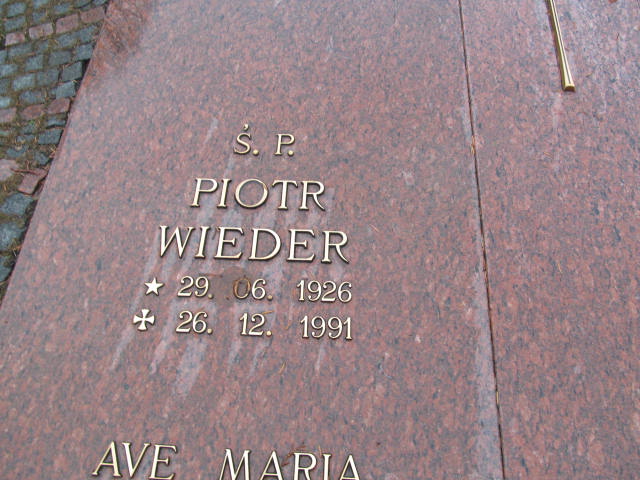 Ś. P.
PIOTR
WIEDER
29. 06. 1926
26. 12. 1991
AVE MARIA